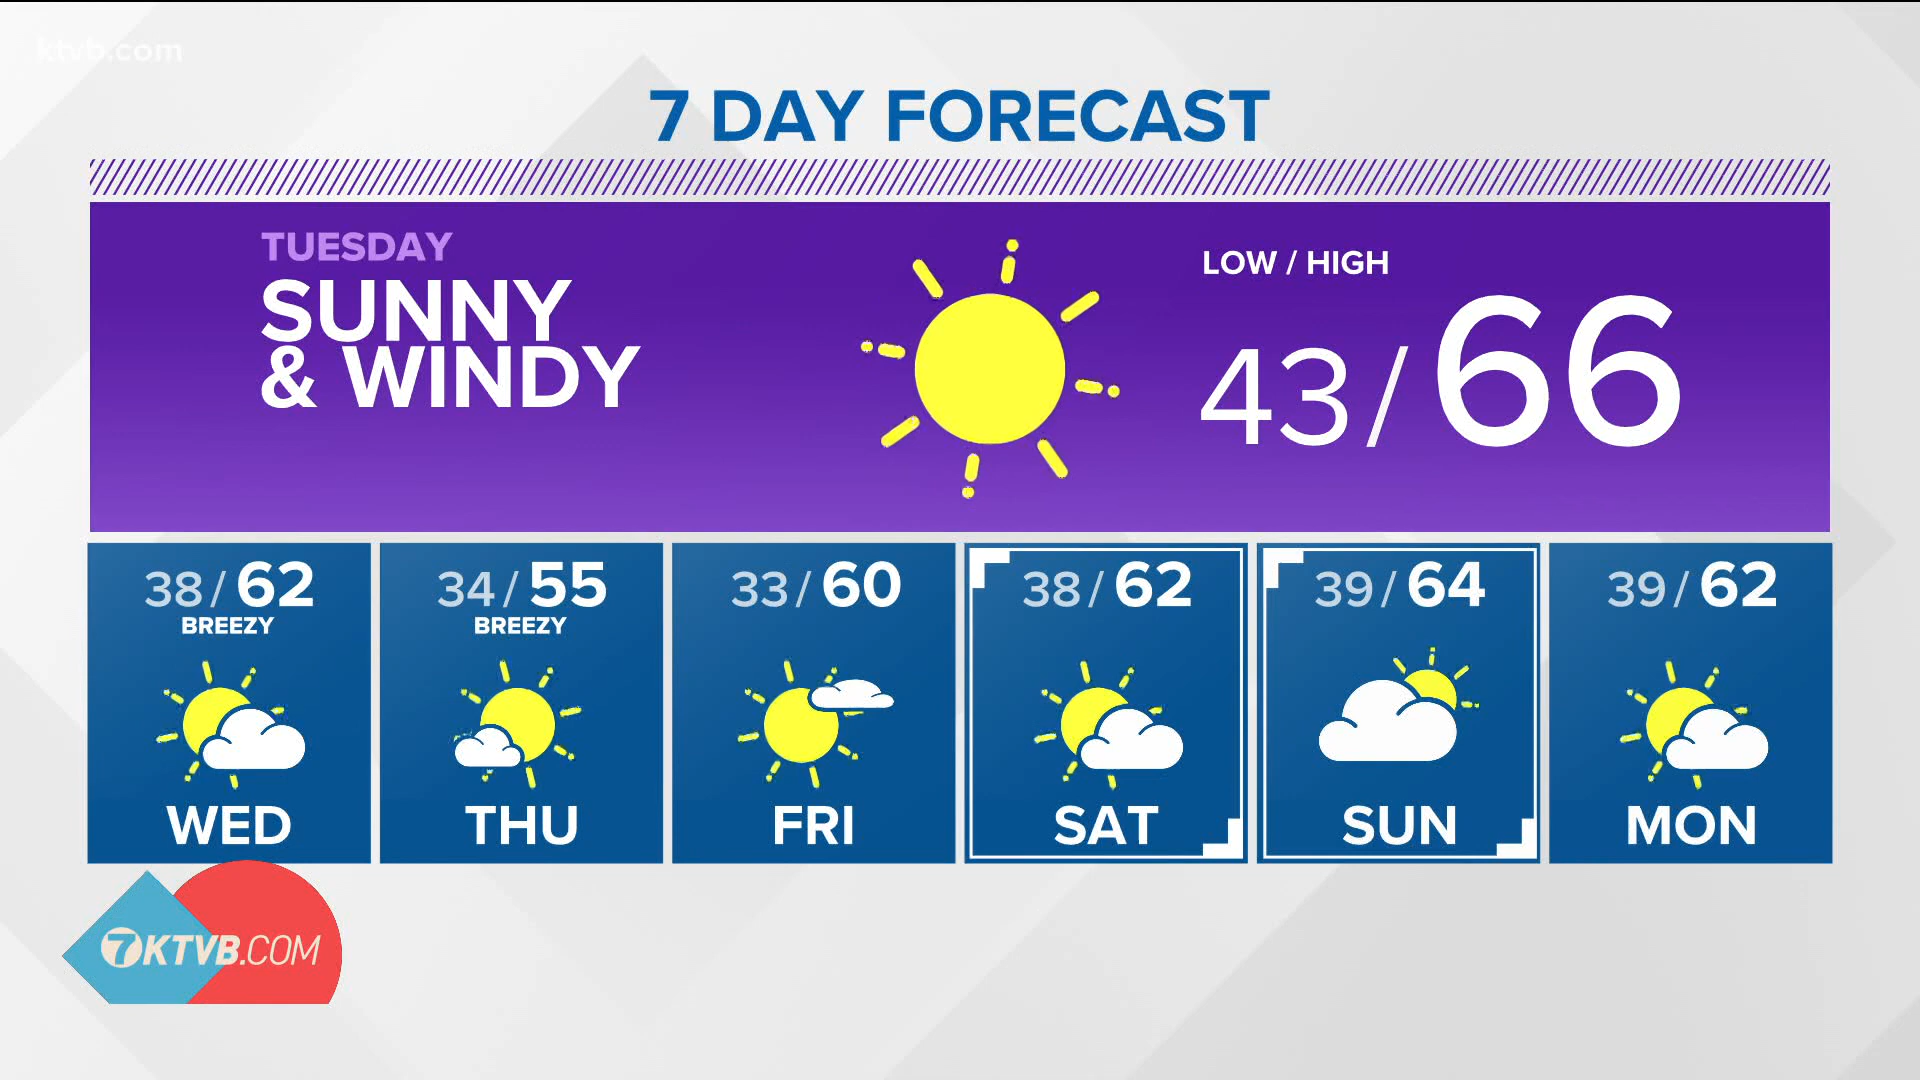 ktvb.com
7 DAY FORECAST
TUESDAY
SUNNY
& WINDY
LOW / HIGH
43/66
38/62
BREEZY
WED
34/55
BREEZY
THU
33/60
FRI
38/62
SAT
39/64
SUN
39/62
MON
7KTVB.COM